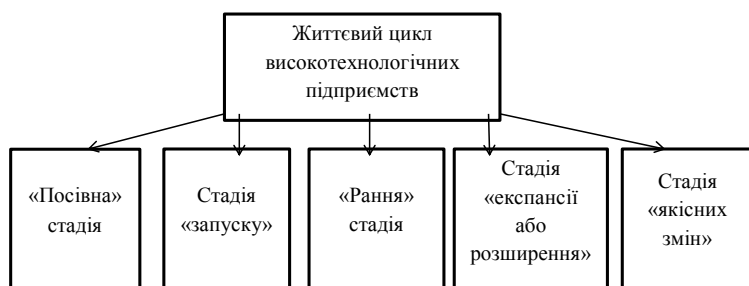 Життєвий цикл
високотехнологічних
підприємств
«Посівна»
стадія
Стадія
«запуску»
«Рання»
стадія
Стадія
«експансії
або
розширення»
Стадія
«якісних
змін»